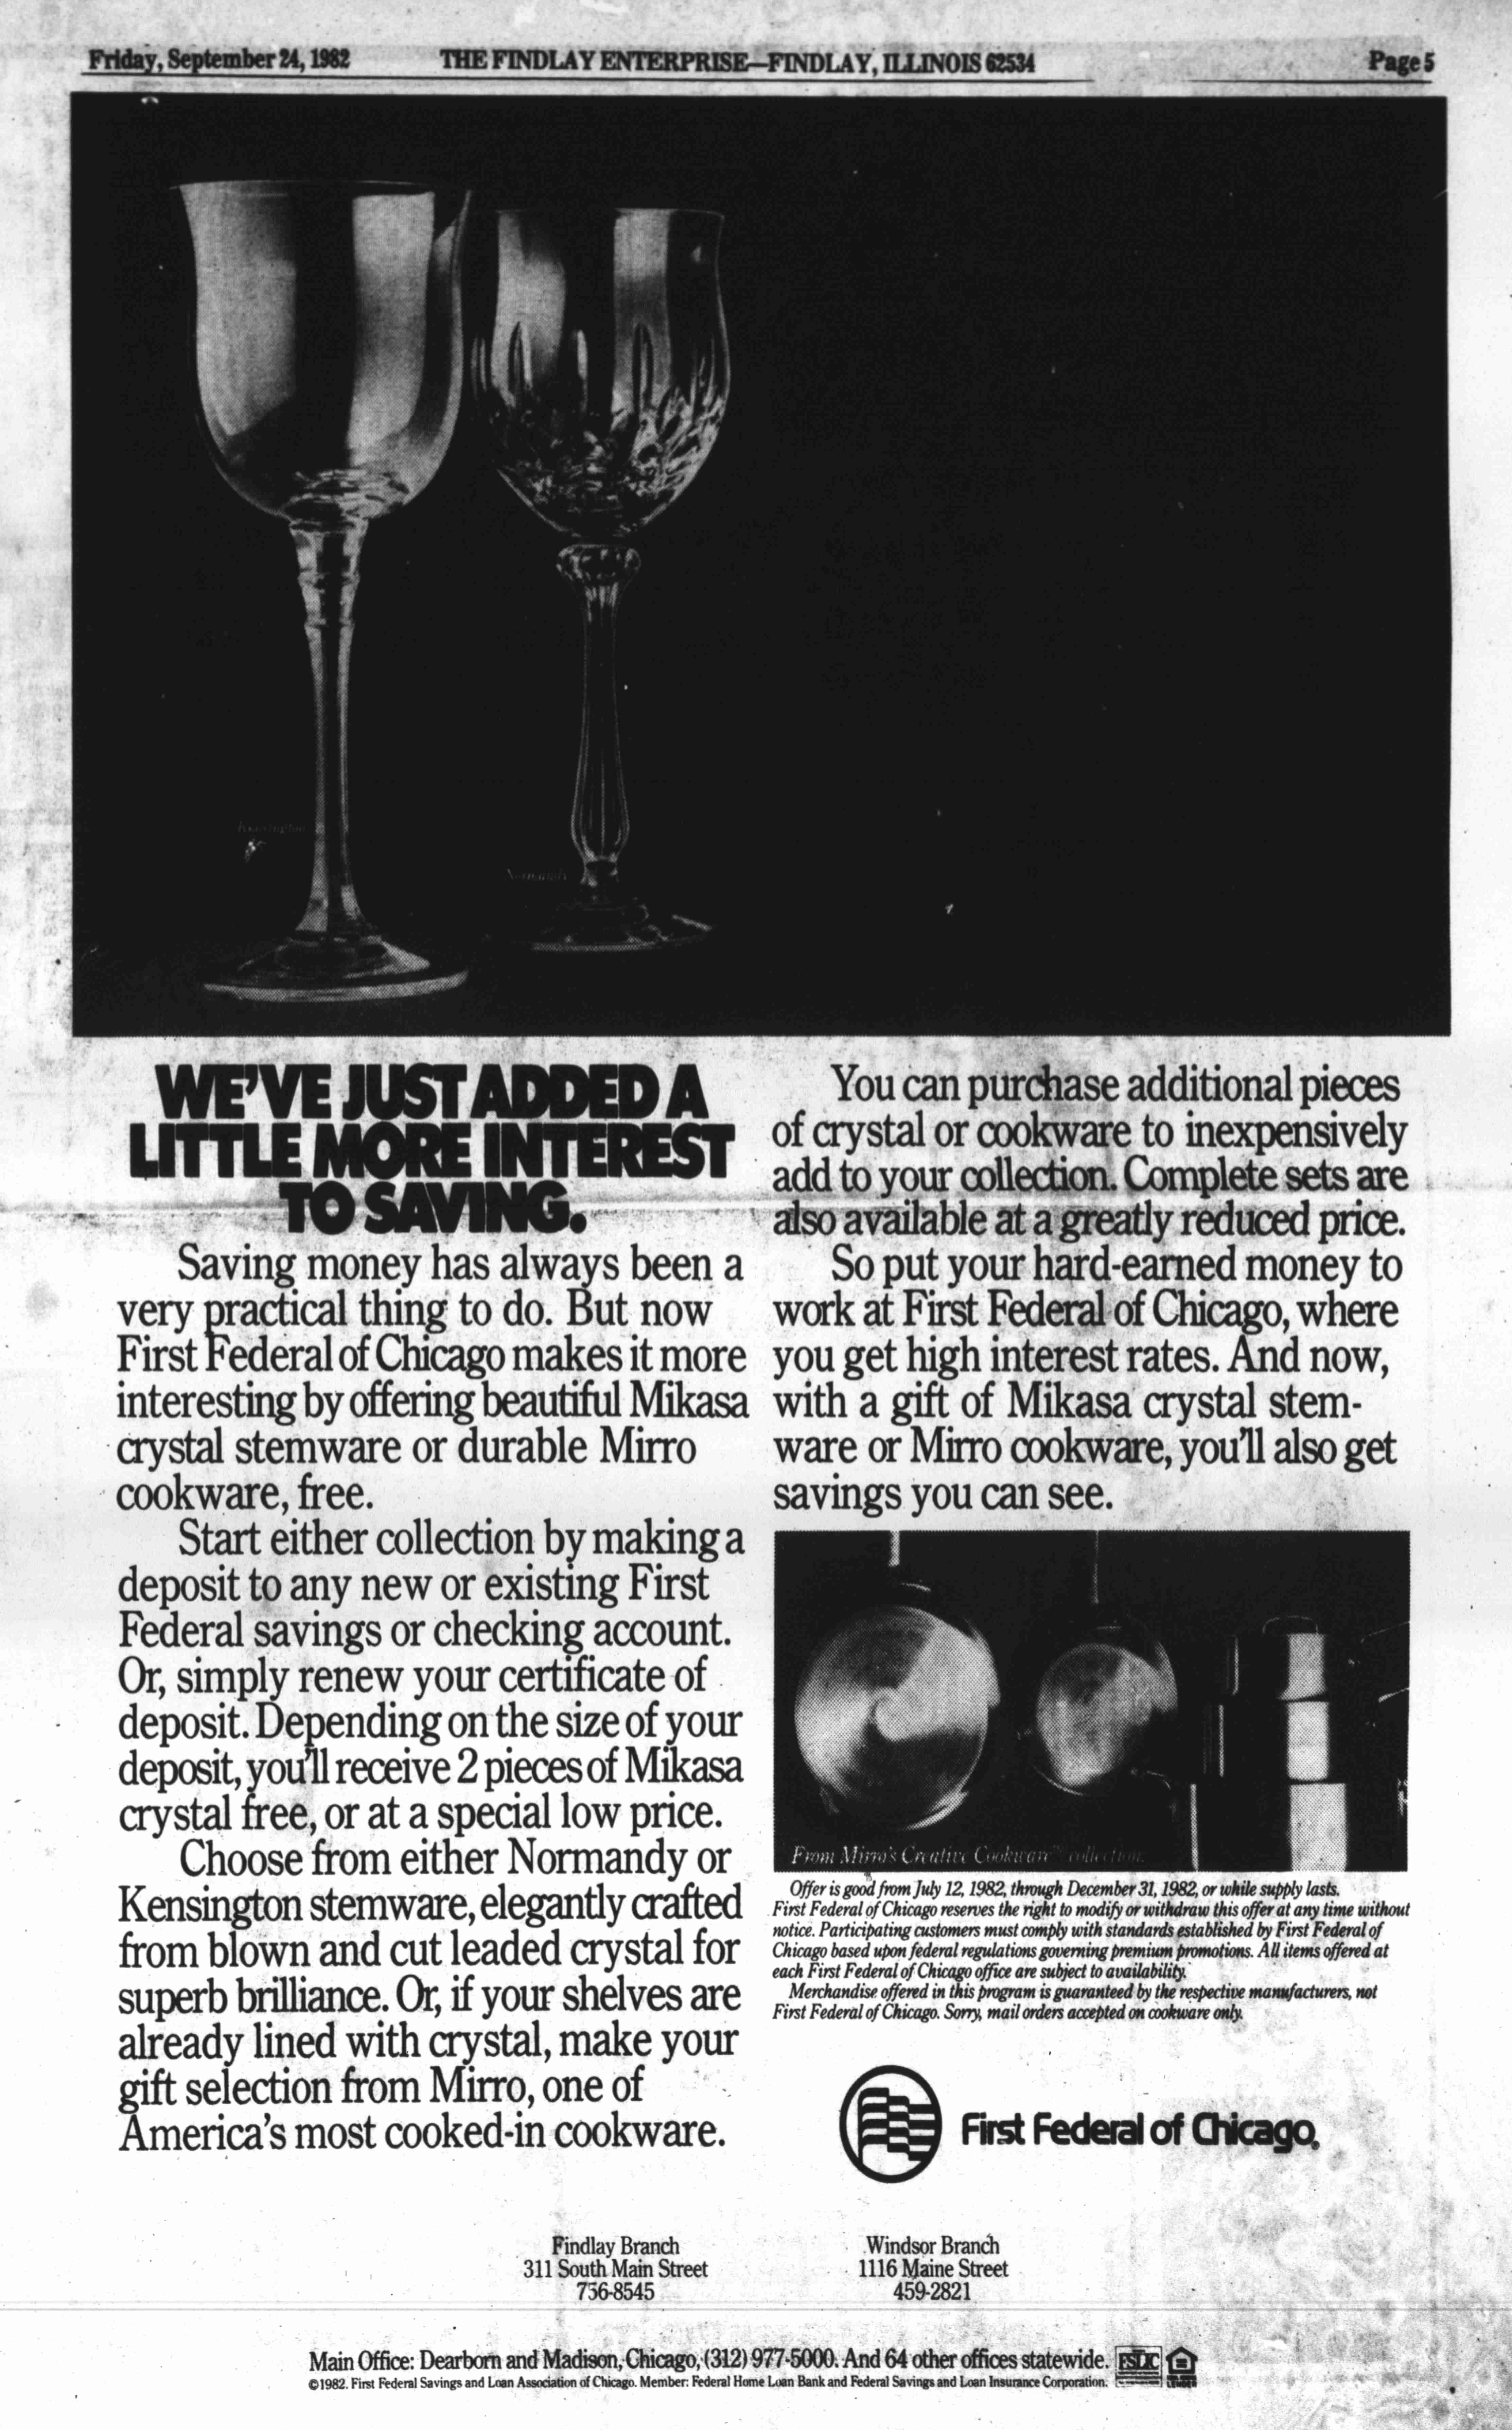 Friday, September 24, 1982 THE FINDLAY ENTERPRISE—FINDLAY, ILLINOIS 62534 Page 5
Kensington
Normandy
WE'VE JUST ADDED A
LITTLE MORE INTEREST
TO SAVING.
Saving money has always been a
very practical thing to do. But now
First Federal of Chicago makes it more
interesting by offering beautiful Mikasa
crystal stemware or durable Mirro
cookware, free.
Start either collection by making a
deposit to any new or existing First
Federal savings or checking account.
Or, simply renew your certificate of
deposit. Depending on the size of your
deposit, you'll receive 2 pieces of Mikasa
crystal free, or at a special low price.
Choose from either Normandy or
Kensington stemware, elegantly crafted
from blown and cut leaded crystal for
superb brilliance. Or, if your shelves are
already lined with crystal, make your
gift selection from Mirro, one of
America's most cooked-in cookware.
You can purchase additional pieces
of crystal or cookware to inexpensively
add to your collection. Complete sets are
also available at a greatly reduced price.
So put your hard-earned money to
work at First Federal of Chicago, where
you get high interest rates. And now,
with a gift of Mikasa crystal stem-
ware or Mirro cookware, you'll also get
savings you can see.
From Mirro's Creative Cookware™ collection.
Offer is good from July 12, 1982, through December 31, 1982, or while supply lasts.
First Federal of Chicago reserves the right to modify or withdraw this offer at any time without
notice. Participating customers must comply with standards established by First Federal of
Chicago based upon federal regulations governing premium promotions. All items offered at
each First Federal of Chicago office are subject to availability.
Merchandise offered in this program is guaranteed by the respective manufacturers, not
First Federal of Chicago. Sorry, mail orders accepted on cookware only.
First Federal of Chicago
Findlay Branch
311 South Main Street
756-8545
Windsor Branch
1116 Maine Street
459-2821
Main Office: Dearborn and Madison, Chicago, (312) 977-5000. And 64 other offices statewide. FSLIC
©1982. First Federal Savings and Loan Association of Chicago. Member: Federal Home Loan Bank and Federal Savings and Loan Insurance Corporation. LENDER